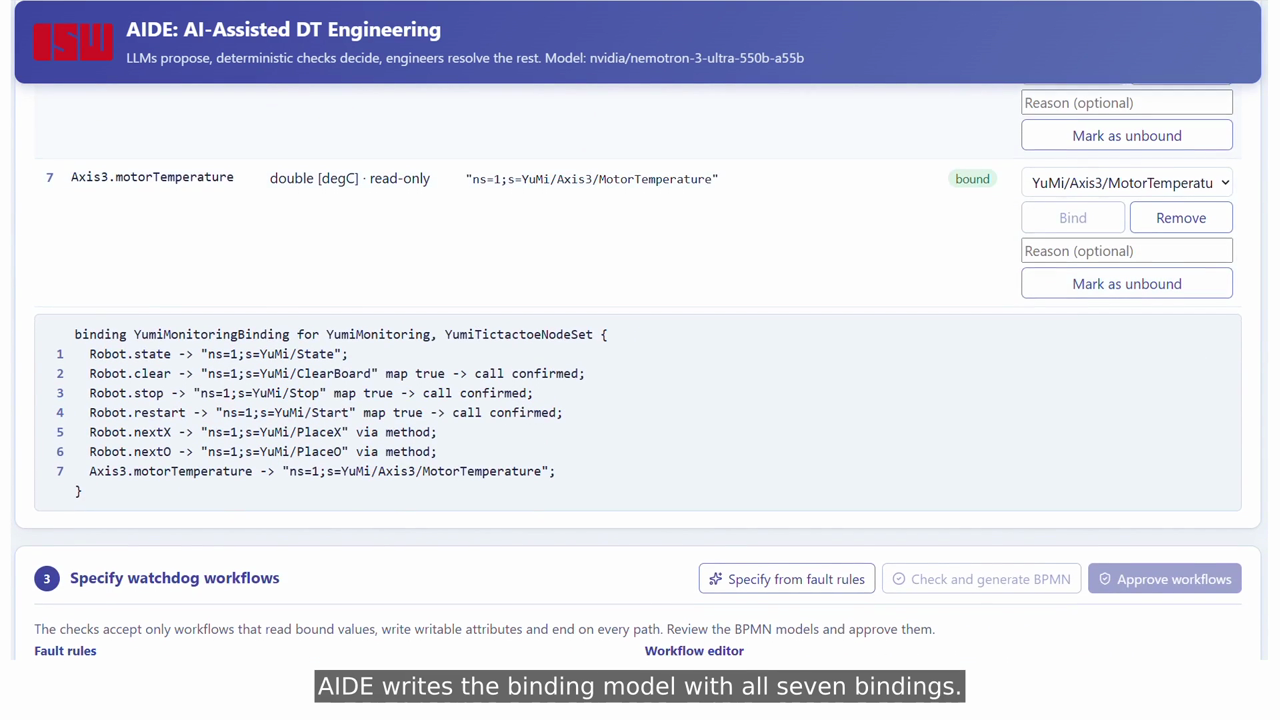 ISW
AIDE: AI-Assisted DT Engineering
LLMs propose, deterministic checks decide, engineers resolve the rest. Model: nvidia/nemotron-3-ultra-550b-a55b
Reason (optional)
Mark as unbound
7 Axis3.motorTemperature double [degC] · read-only "ns=1;s=YuMi/Axis3/MotorTemperature" bound YuMi/Axis3/MotorTemperatu
Bind Remove
Reason (optional)
Mark as unbound
binding YumiMonitoringBinding for YumiMonitoring, YumiTictactoeNodeSet {
1 Robot.state -> "ns=1;s=YuMi/State";
2 Robot.clear -> "ns=1;s=YuMi/ClearBoard" map true -> call confirmed;
3 Robot.stop -> "ns=1;s=YuMi/Stop" map true -> call confirmed;
4 Robot.restart -> "ns=1;s=YuMi/Start" map true -> call confirmed;
5 Robot.nextX -> "ns=1;s=YuMi/PlaceX" via method;
6 Robot.nextO -> "ns=1;s=YuMi/PlaceO" via method;
7 Axis3.motorTemperature -> "ns=1;s=YuMi/Axis3/MotorTemperature";
}
3 Specify watchdog workflows Specify from fault rules Check and generate BPMN Approve workflows
The checks accept only workflows that read bound values, write writable attributes and end on every path. Review the BPMN models and approve them.
Fault rules Workflow editor
AIDE writes the binding model with all seven bindings.